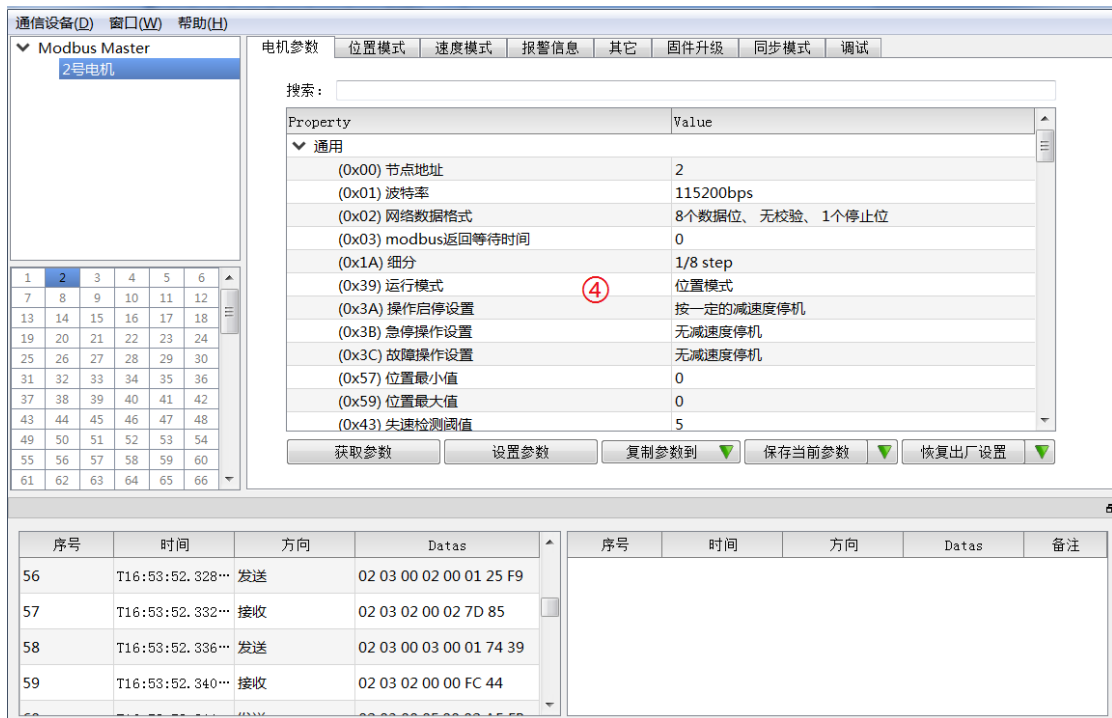 通信设备(D) 窗口(W) 帮助(H)
Modbus Master
2号电机
电机参数 位置模式 速度模式 报警信息 其它 固件升级 同步模式 调试
搜索:
Property Value
通用
(0x00) 节点地址 2
(0x01) 波特率 115200bps
(0x02) 网络数据格式 8个数据位、 无校验、 1个停止位
(0x03) modbus返回等待时间 0
(0x1A) 细分 1/8 step
(0x39) 运行模式 位置模式
④
(0x3A) 操作启停设置 按一定的减速度停机
(0x3B) 急停操作设置 无减速度停机
(0x3C) 故障操作设置 无减速度停机
(0x57) 位置最小值 0
(0x59) 位置最大值 0
(0x43) 失速检测阈值 5
获取参数 设置参数 复制参数到 保存当前参数 恢复出厂设置
1 2 3 4 5 6
7 8 9 10 11 12
13 14 15 16 17 18
19 20 21 22 23 24
25 26 27 28 29 30
31 32 33 34 35 36
37 38 39 40 41 42
43 44 45 46 47 48
49 50 51 52 53 54
55 56 57 58 59 60
61 62 63 64 65 66
序号 时间 方向 Datas
56 T16:53:52.328… 发送 02 03 00 02 00 01 25 F9
57 T16:53:52.332… 接收 02 03 02 00 02 7D 85
58 T16:53:52.336… 发送 02 03 00 03 00 01 74 39
59 T16:53:52.340… 接收 02 03 02 00 00 FC 44
序号 时间 方向 Datas 备注